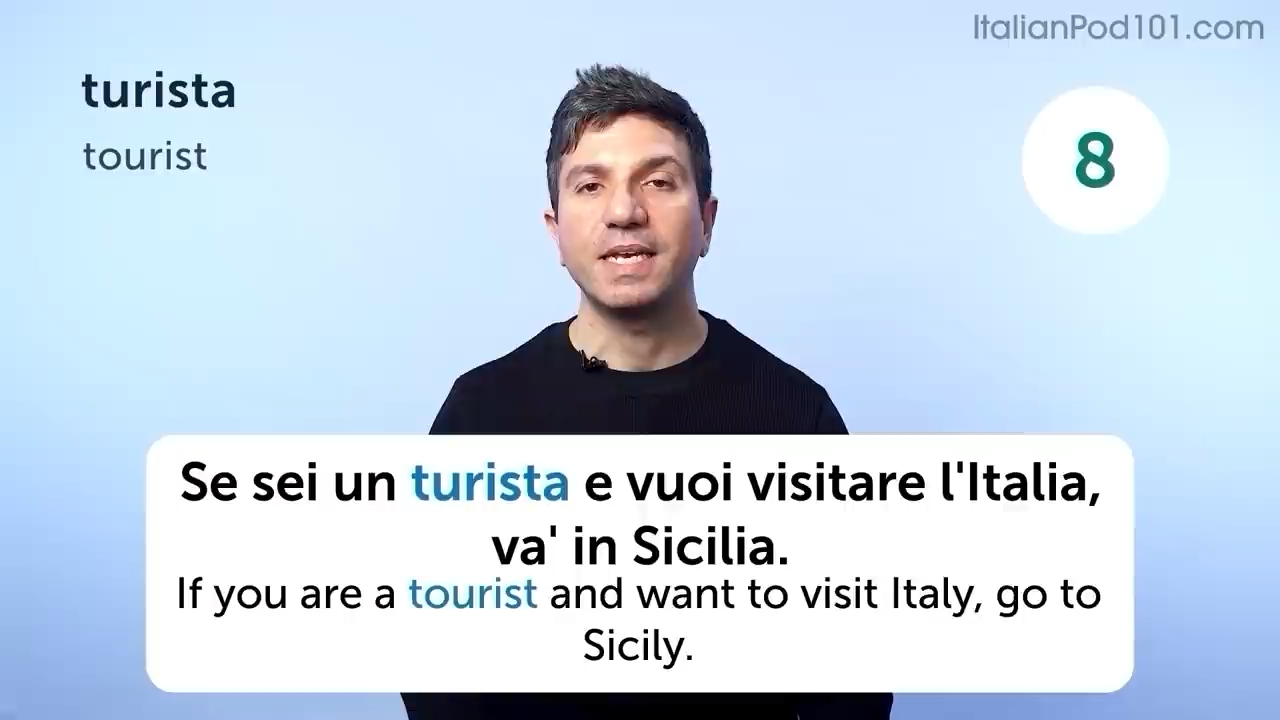 ItalianPod101.com
turista
tourist
8
Se sei un turista e vuoi visitare l'Italia,
va' in Sicilia.
If you are a tourist and want to visit Italy, go to
Sicily.